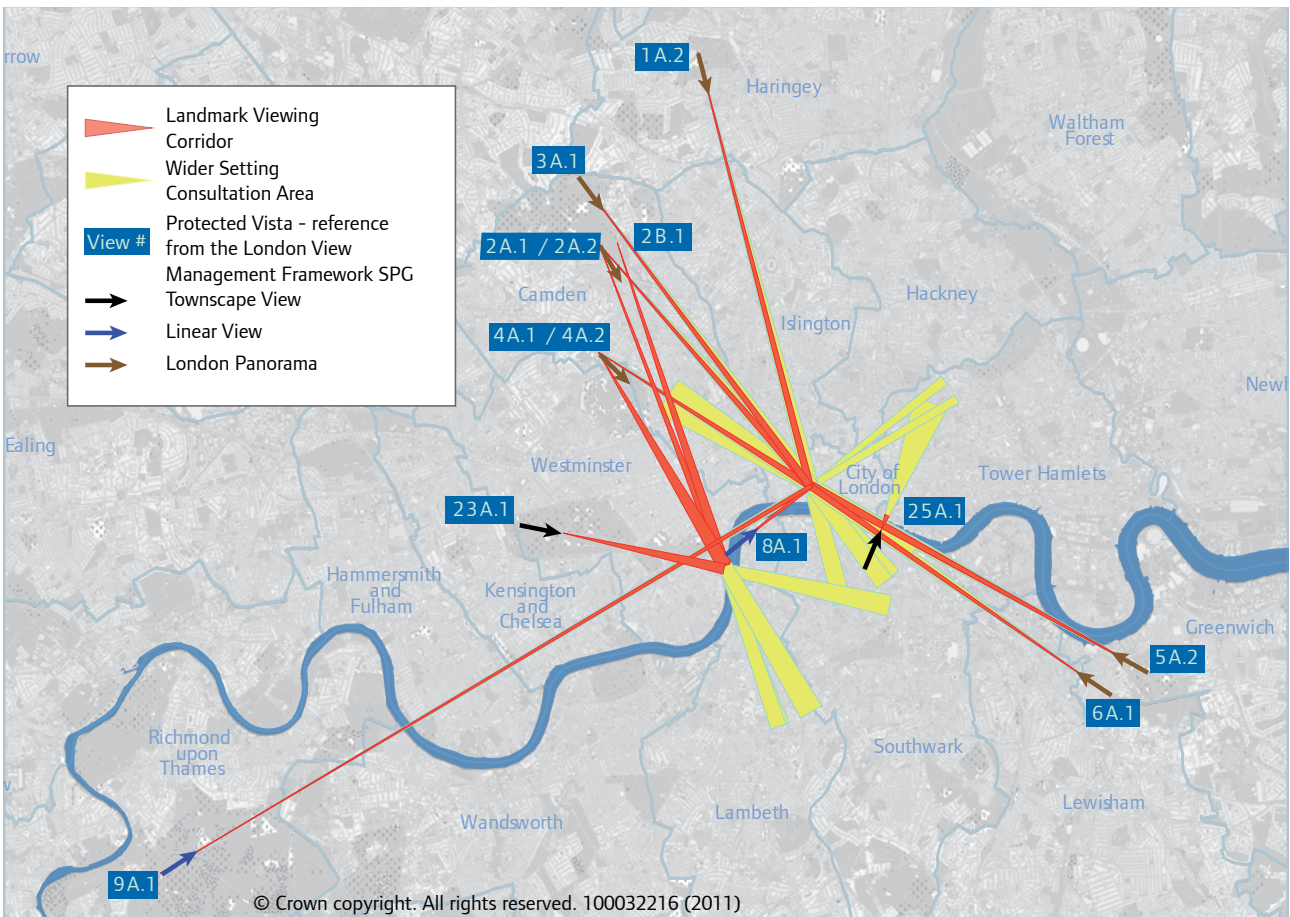 rrow
1A.2
Haringey
Waltham
Forest
Landmark Viewing
Corridor
Wider Setting
Consultation Area
View #
Protected Vista - reference
from the London View
Management Framework SPG
Townscape View
Linear View
London Panorama
3A.1
2B.1
2A.1 / 2A.2
Camden
Hackney
Islington
4A.1 / 4A.2
Newh
Ealing
Westminster
City of
London
Tower Hamlets
23A.1
25A.1
8A.1
Hammersmith
and
Fulham
Kensington
and
Chelsea
Greenwich
5A.2
6A.1
Richmond
upon
Thames
Southwark
w
Wandsworth
Lambeth
Lewisham
9A.1
© Crown copyright. All rights reserved. 100032216 (2011)